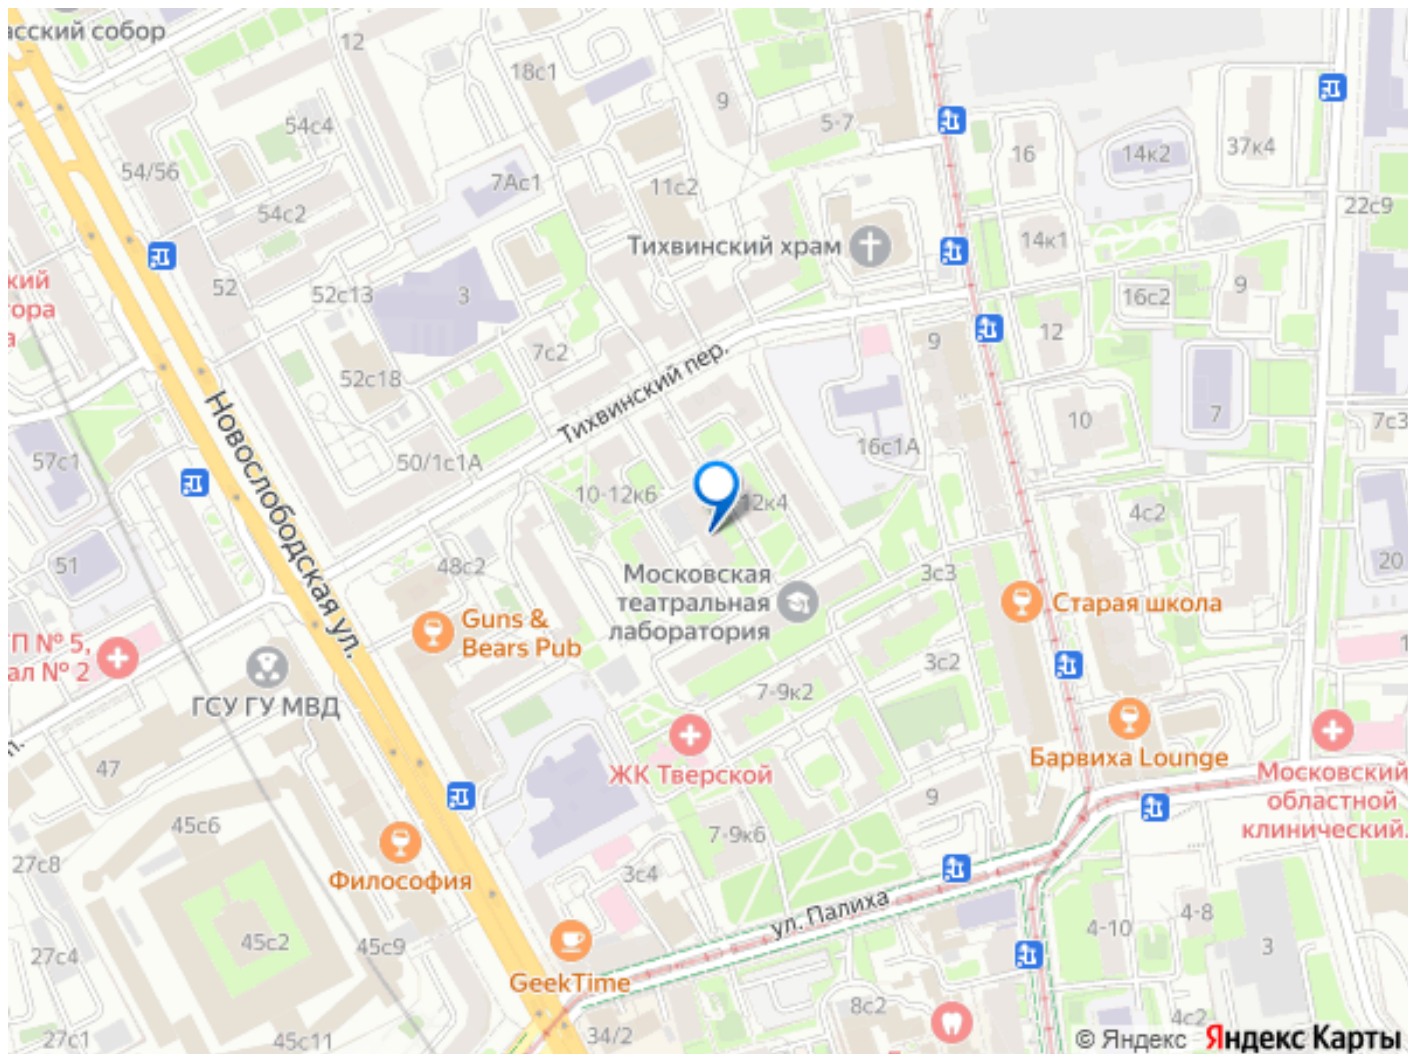 асский собор
12
18с1
9
5-7
54с4
54/56
7Ас1
11с2
16
14к2
37к4
54с2
22с9
Тихвинский храм
14к1
ский
тора
а
52
52с13
3
16с2
9
12
9
7с2
Тихвинский пер.
52с18
Новослободская ул.
10
7
7с3
57с1
50/1с1А
16с1А
10-12к6
12к4
4с2
51
48с2
20
Московская
театральная
лаборатория
3с3
Старая школа
Guns &
Bears Pub
ГП № 5,
ал № 2
3с2
ГСУ ГУ МВД
7-9к2
47
ЖК Тверской
Барвиха Lounge
Московский
областной
клинический.
9
45с6
7-9к6
27с8
Философия
3с4
ул. Палиха
4-8
4-10
3
45с2
45с9
27с4
GeekTime
8с2
4с2
27с1
45с11
34/2
© Яндекс Яндекс Карты